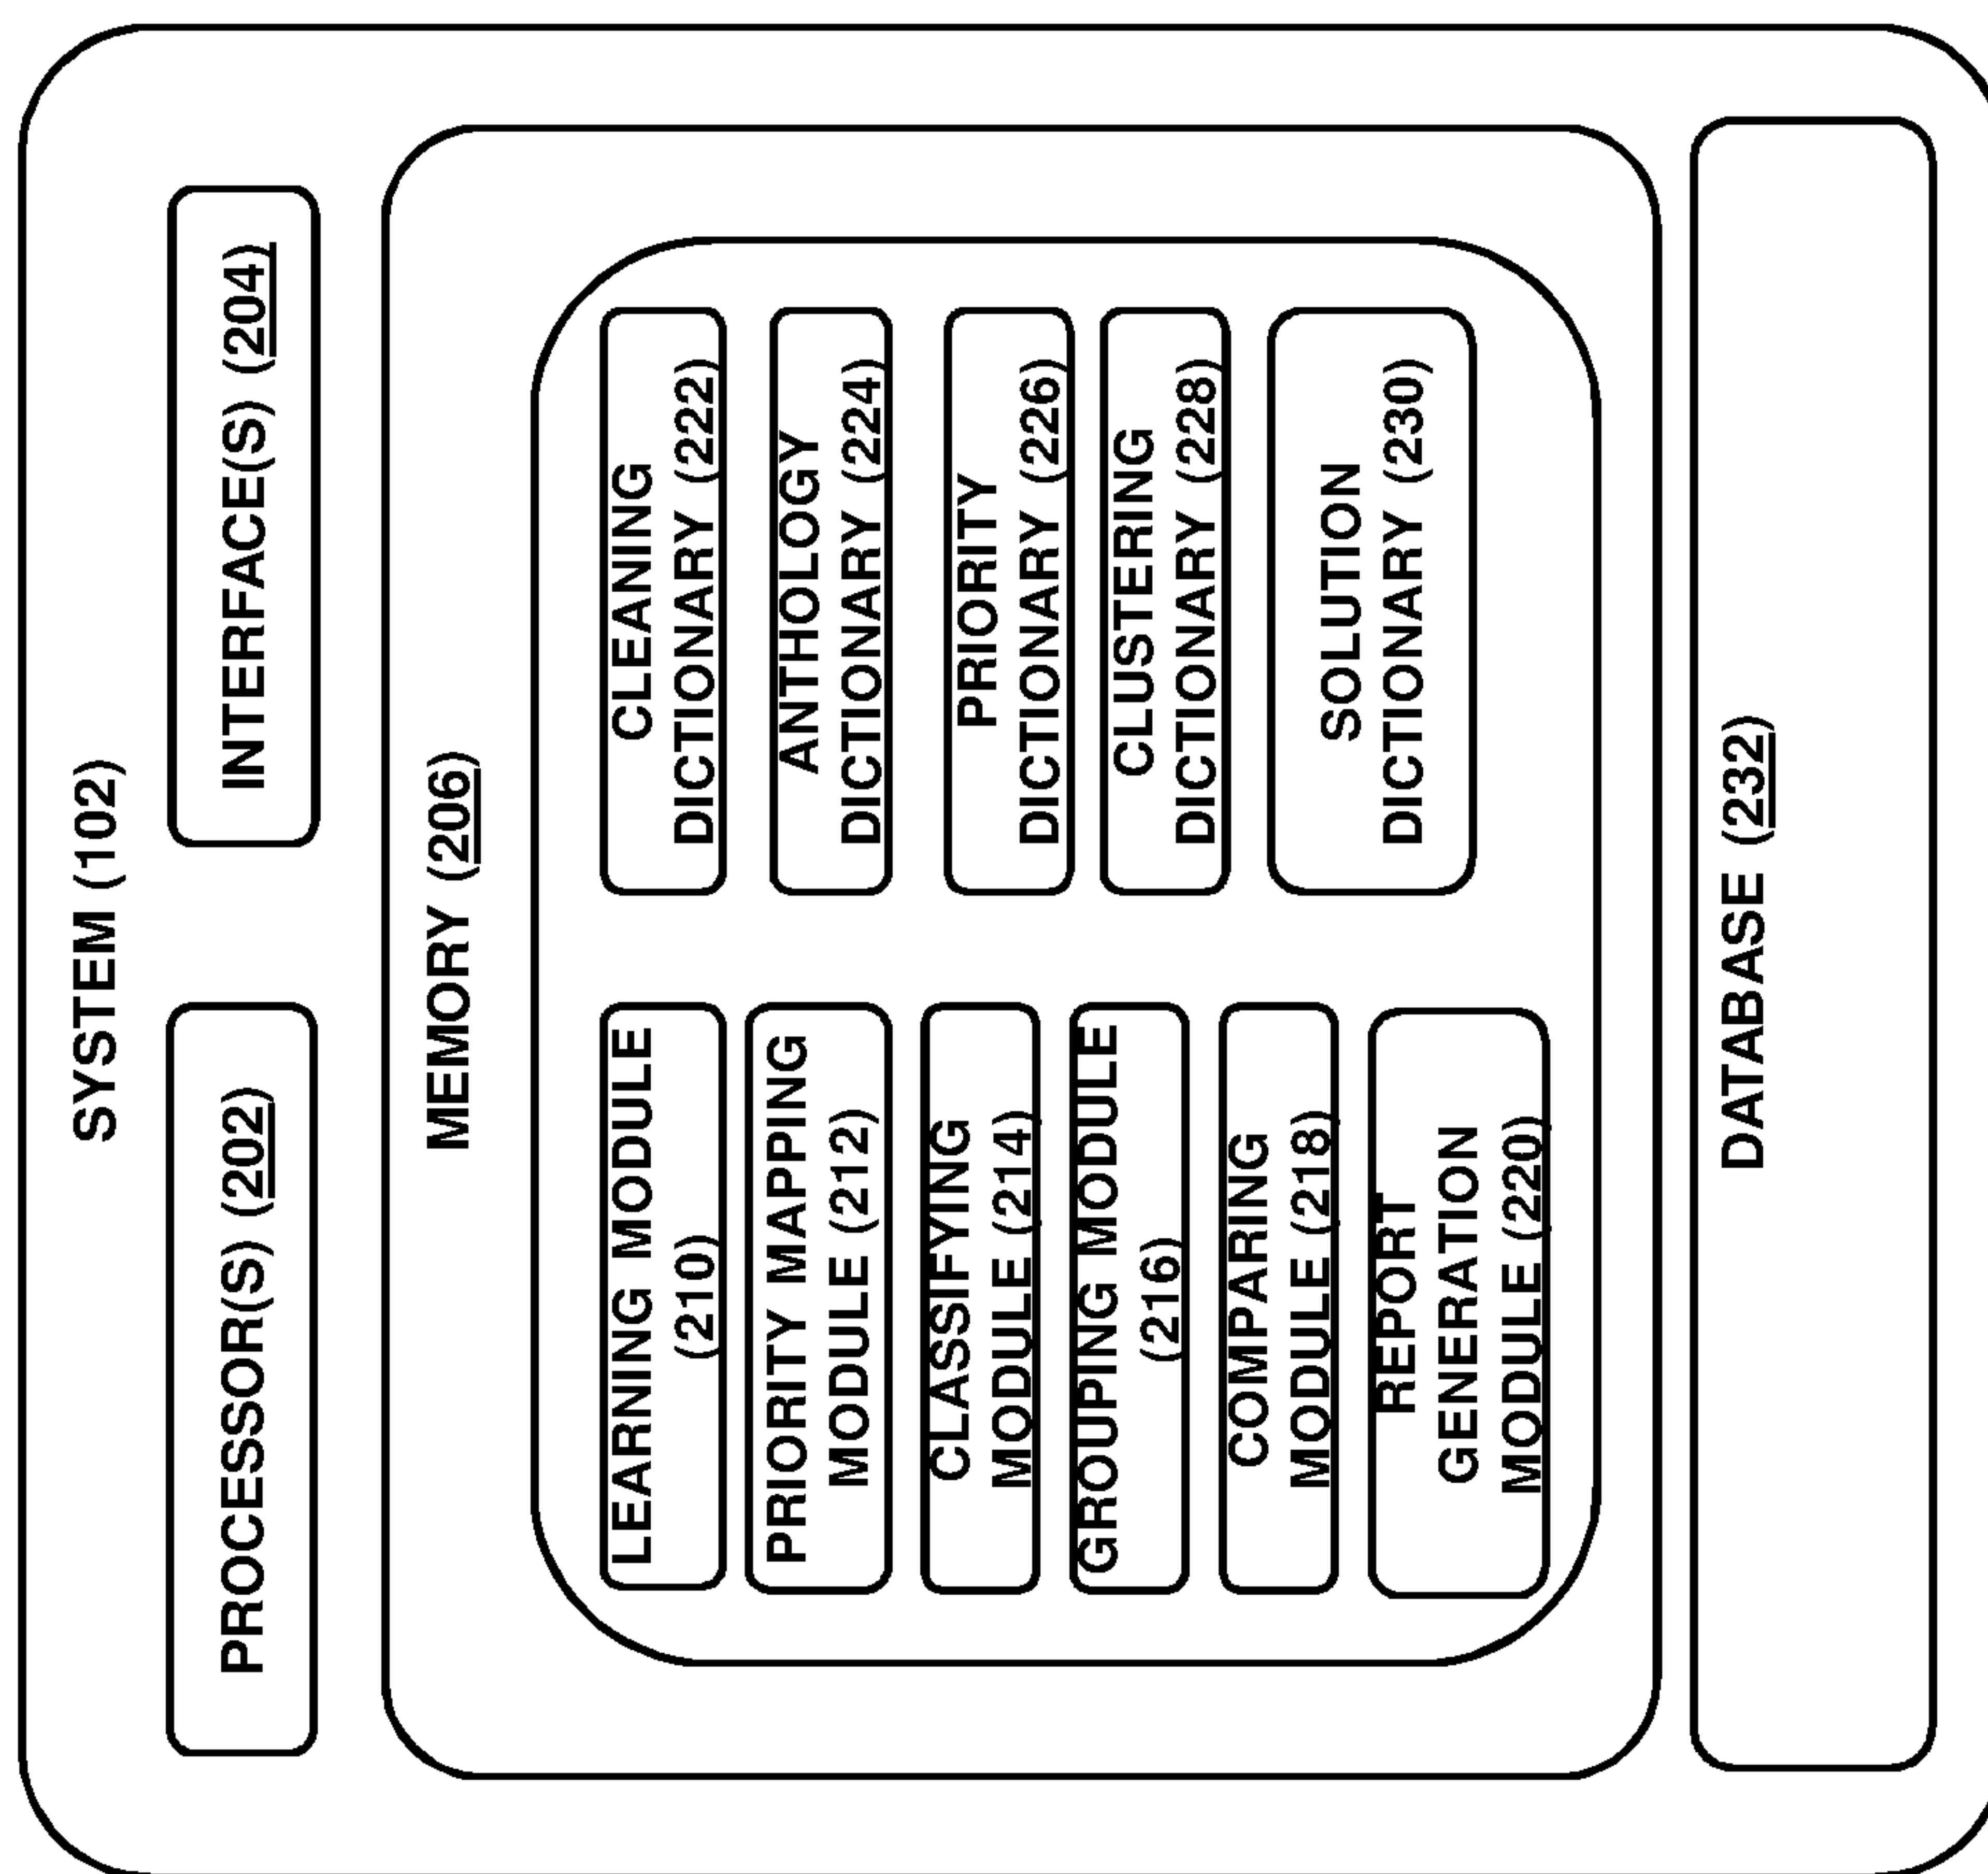 SYSTEM (102)
PROCESSOR(S) (202)
INTERFACE(S) (204)
MEMORY (206)
LEARNING MODULE
(210)
PRIORITY MAPPING
MODULE (212)
CLASSIFYING
MODULE (214)
GROUPING MODULE
(216)
COMPARING
MODULE (218)
REPORT
GENERATION
MODULE (220)
CLEANING
DICTIONARY (222)
ANTHOLOGY
DICTIONARY (224)
PRIORITY
DICTIONARY (226)
CLUSTERING
DICTIONARY (228)
SOLUTION
DICTIONARY (230)
DATABASE (232)